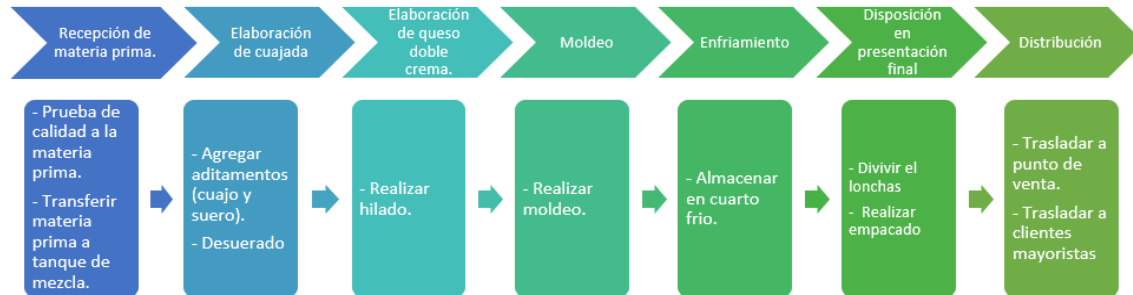 Recepción de
materia prima.
Elaboración
de cuajada
Elaboración
de queso
doble
crema.
Moldeo
Enfriamiento
Disposición
en
presentación
final
Distribución
- Prueba de
calidad a la
materia
prima.
- Transferir
materia
prima a
tanque de
mezcla.
- Agregar
aditamentos
(cuajo y
suero).
- Desuerado
- Realizar
hilado.
- Realizar
moldeo.
- Almacenar
en cuarto
frio.
- Divivir el
lonchas
- Realizar
empacado
- Trasladar a
punto de
venta.
- Trasladar a
clientes
mayoristas